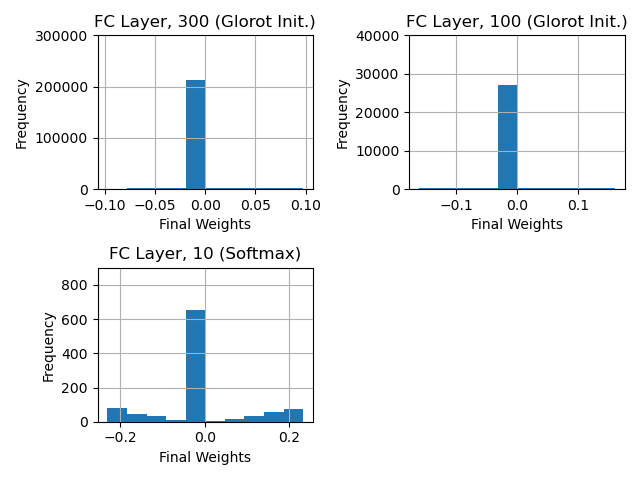 FC Layer, 300 (Glorot Init.)
300000
200000
100000
0
Frequency
−0.10 −0.05 0.00 0.05 0.10
Final Weights
FC Layer, 100 (Glorot Init.)
40000
30000
20000
10000
0
Frequency
−0.1 0.0 0.1
Final Weights
FC Layer, 10 (Softmax)
800
600
400
200
0
Frequency
−0.2 0.0 0.2
Final Weights